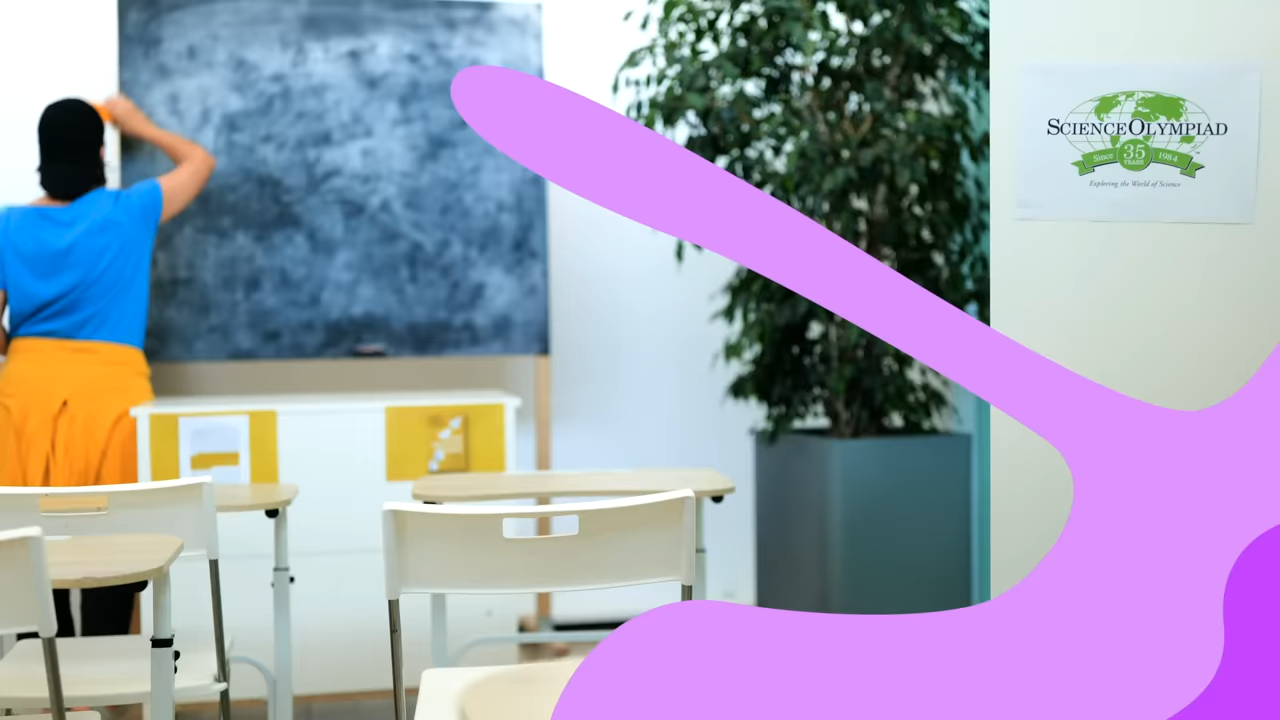 SCIENCEOLYMPIAD
Since 35 1984
YEARS
Exploring the World of Science